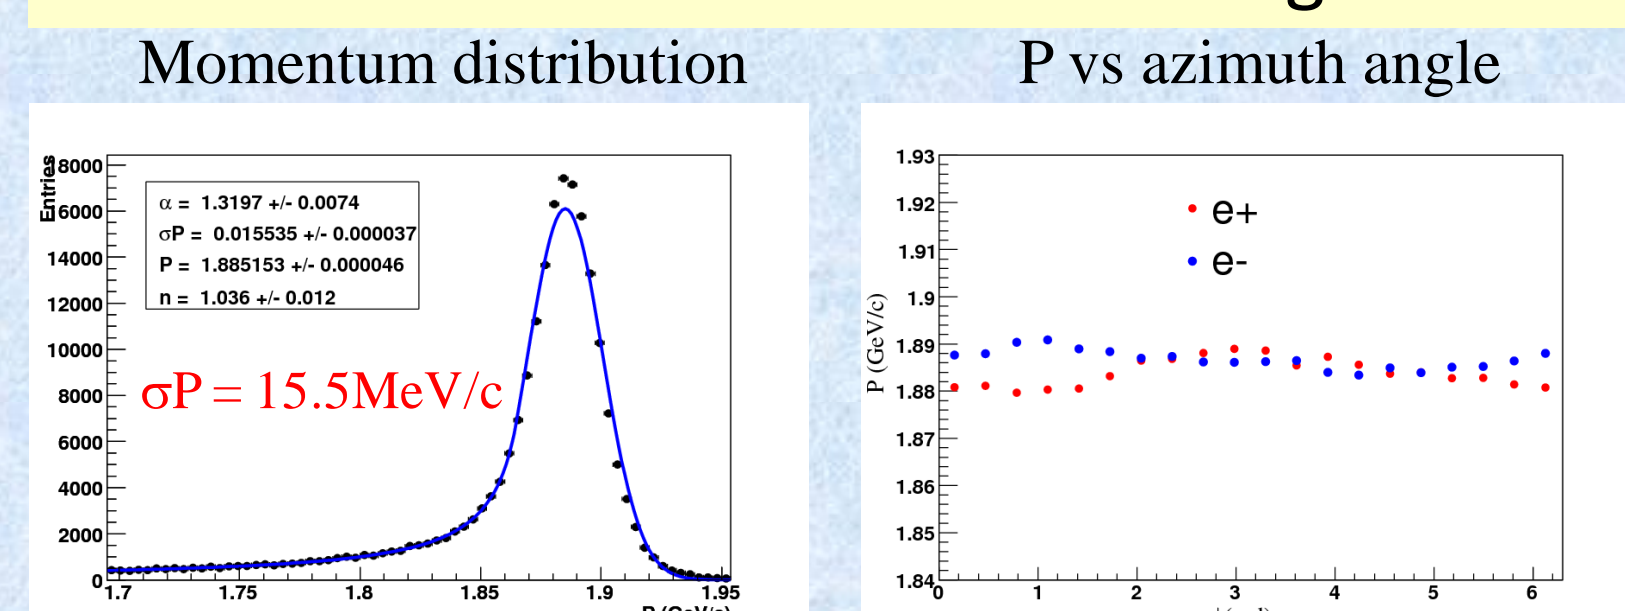 Momentum distribution
P vs azimuth angle
Entries
18000
16000
14000
12000
10000
8000
6000
4000
2000
0
α = 1.3197 +/- 0.0074
σP = 0.015535 +/- 0.000037
P = 1.885153 +/- 0.000046
n = 1.036 +/- 0.012
σP = 15.5MeV/c
1.7 1.75 1.8 1.85 1.9 1.95
P (GeV/c)
P (GeV/c)
1.93
1.92
1.91
1.9
1.89
1.88
1.87
1.86
1.85
1.84
e+
e-
0 1 2 3 4 5 6